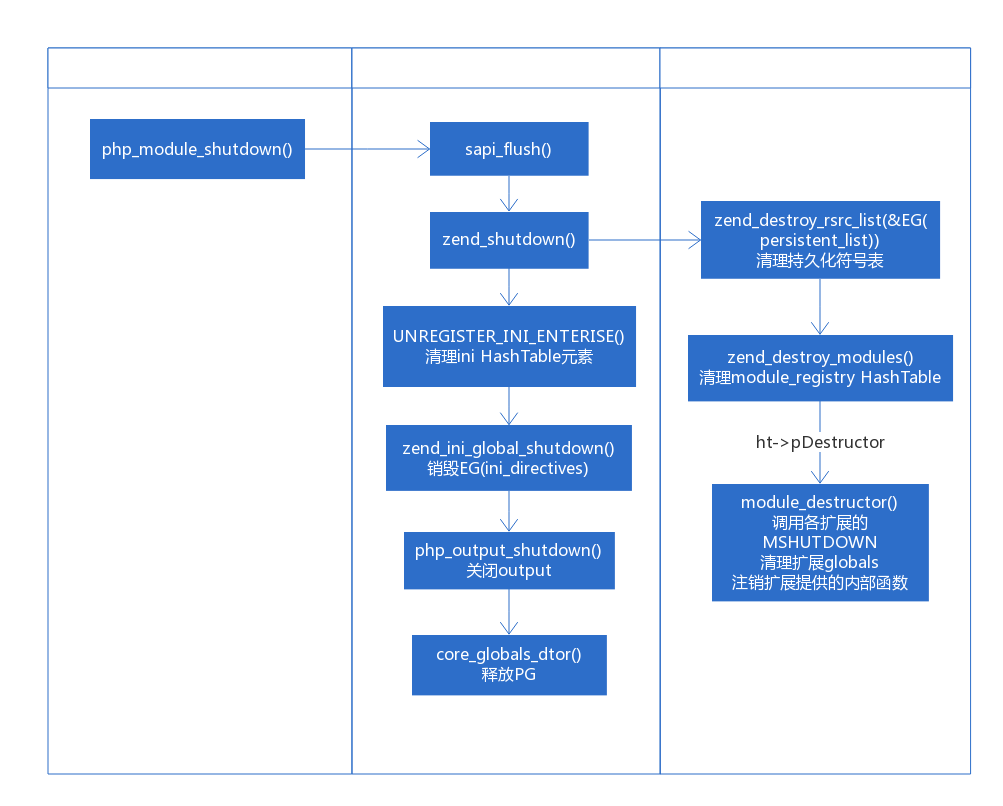 php_module_shutdown()
sapi_flush()
zend_shutdown()
UNREGISTER_INI_ENTERISE()
清理ini HashTable元素
zend_ini_global_shutdown()
销毁EG(ini_directives)
php_output_shutdown()
关闭output
core_globals_dtor()
释放PG
zend_destroy_rsrc_list(&EG(
persistent_list))
清理持久化符号表
zend_destroy_modules()
清理module_registry HashTable
ht->pDestructor
module_destructor()
调用各扩展的
MSHUTDOWN
清理扩展globals
注销扩展提供的内部函数